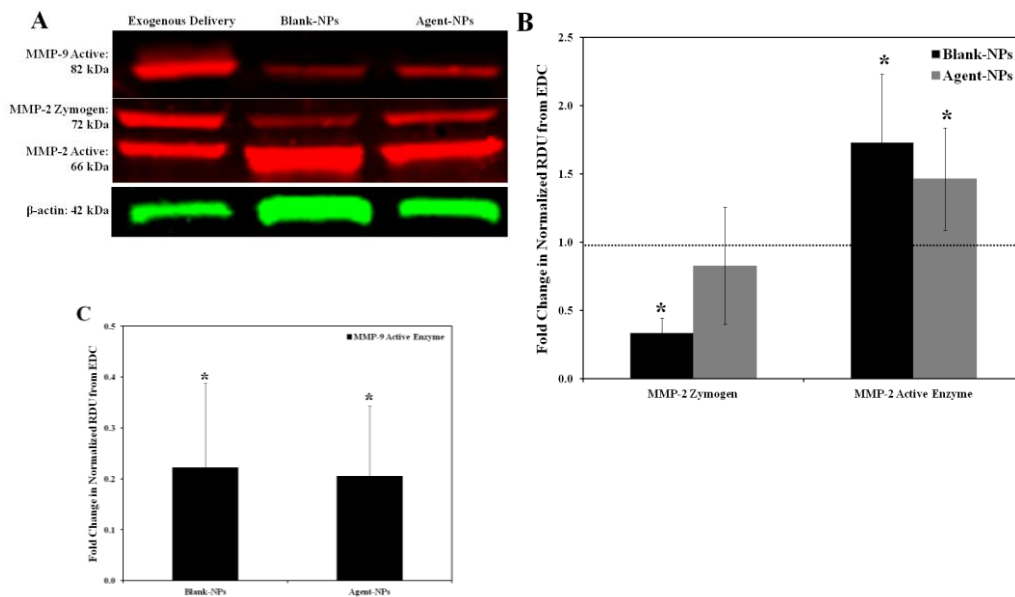 A
Exogenous Delivery Blank-NPs Agent-NPs
MMP-9 Active:
82 kDa
MMP-2 Zymogen:
72 kDa
MMP-2 Active:
66 kDa
β-actin: 42 kDa
B
Fold Change in Normalized RDU from EDC
3.0
2.5
2.0
1.5
1.0
0.5
0.0
Blank-NPs
Agent-NPs
*
*
*
MMP-2 Zymogen MMP-2 Active Enzyme
C
Fold Change in Normalized RDU from EDC
0.5
0.4
0.3
0.2
0.1
0.0
MMP-9 Active Enzyme
* *
Blank-NPs Agent-NPs